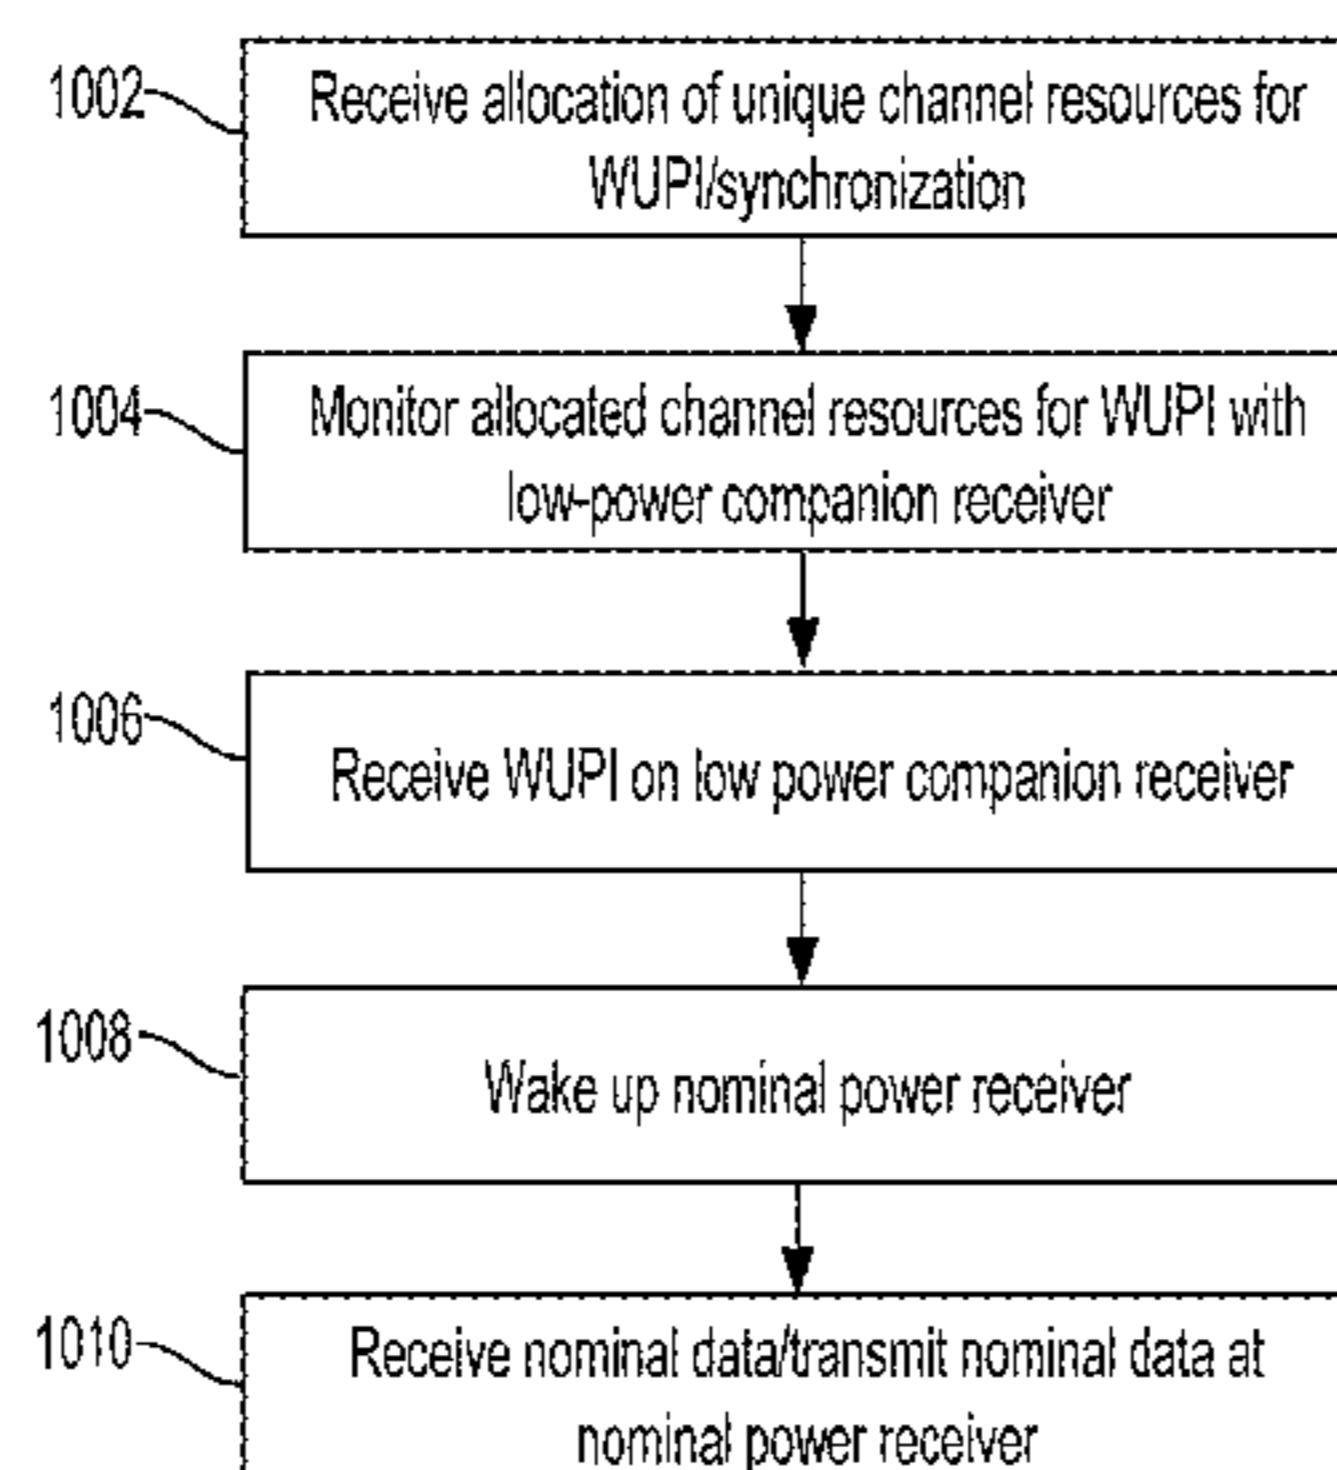 1002
Receive allocation of unique channel resources for
WUPI/synchronization
1004
Monitor allocated channel resources for WUPI with
low-power companion receiver
1006
Receive WUPI on low power companion receiver
1008
Wake up nominal power receiver
1010
Receive nominal data/transmit nominal data at
nominal power receiver